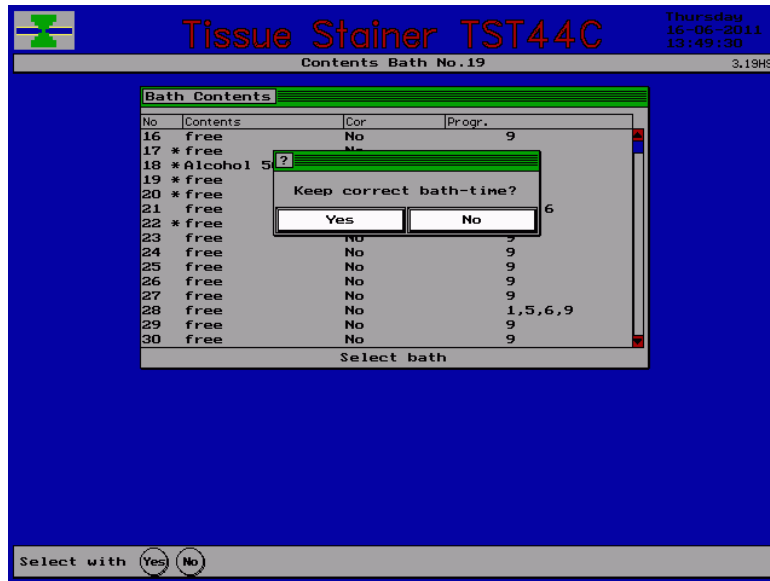 Tissue Stainer TST44C
Thursday
16-06-2011
13:49:30
Contents Bath No.19
3.19HS
Bath Contents
No Contents Cor Progr.
16 free No 9
17 * free No
18 * Alcohol
19 * free
20 * free
21 free 6
22 * free
23 free No 9
24 free No 9
25 free No 9
26 free No 9
27 free No 9
28 free No 1,5,6,9
29 free No 9
30 free No 9
?
Keep correct bath-time?
Yes No
Select bath
Select with Yes No